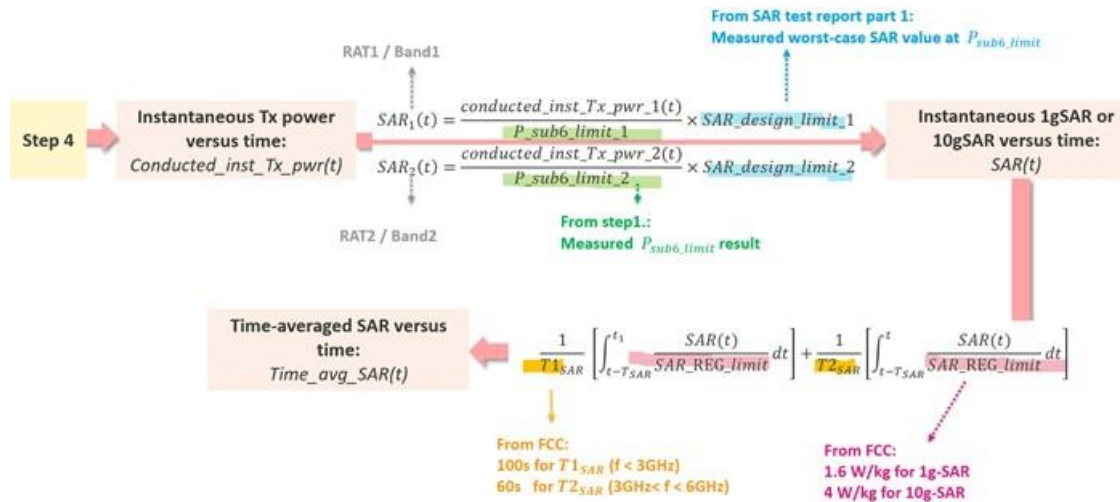 From SAR test report part 1:
Measured worst-case SAR value at P_sub6_limit
RAT1 / Band1
Step 4
Instantaneous Tx power
versus time:
Conducted_inst_Tx_pwr(t)
SAR₁(t) = conducted_inst_Tx_pwr_1(t) / P_sub6_limit_1 × SAR_design_limit_1
SAR₂(t) = conducted_inst_Tx_pwr_2(t) / P_sub6_limit_2 × SAR_design_limit_2
Instantaneous 1gSAR or
10gSAR versus time:
SAR(t)
RAT2 / Band2
From step1.:
Measured P_sub6_limit result
Time-averaged SAR versus
time:
Time_avg_SAR(t)
1/T1_SAR [∫_{t−T_SAR}^{t₁} SAR(t)/SAR_REG_limit dt] + 1/T2_SAR [∫_{t−T_SAR}^{t} SAR(t)/SAR_REG_limit dt]
From FCC:
100s for T1_SAR (f < 3GHz)
60s for T2_SAR (3GHz< f < 6GHz)
From FCC:
1.6 W/kg for 1g-SAR
4 W/kg for 10g-SAR